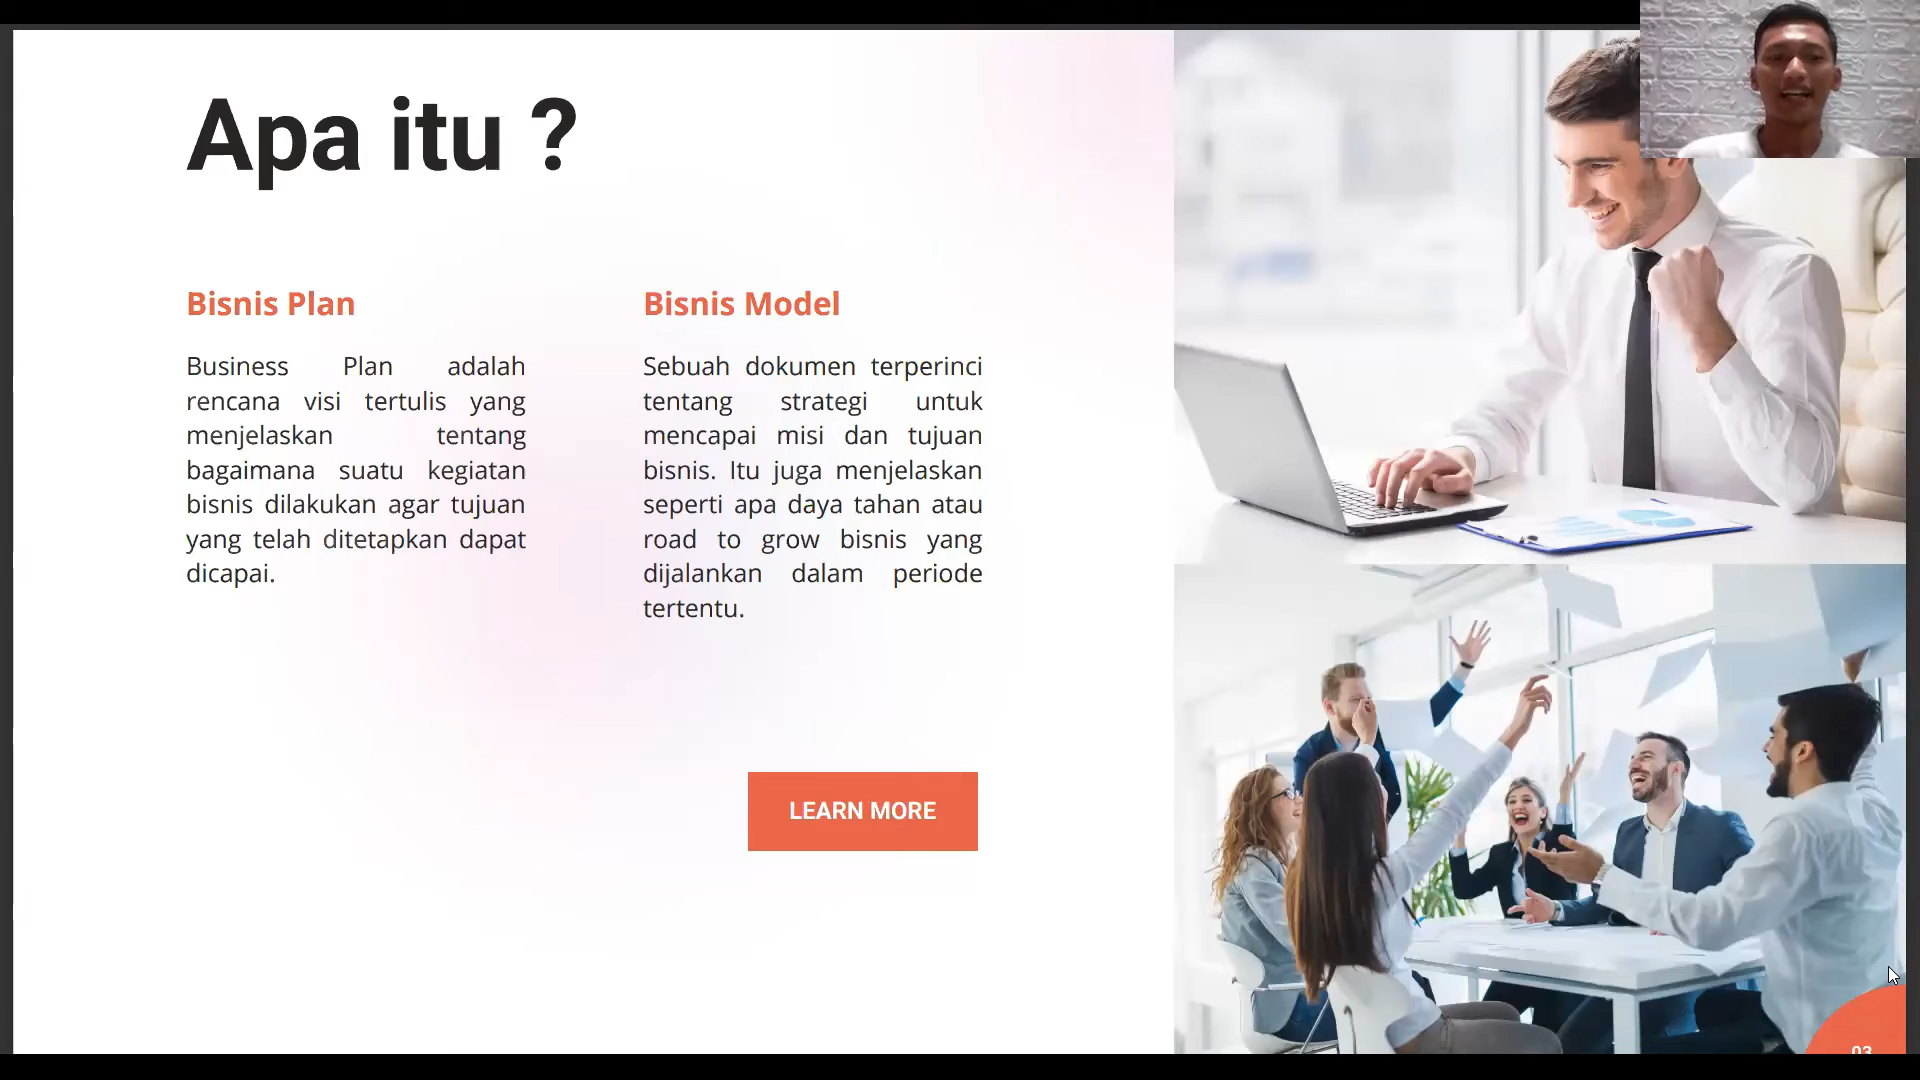 Apa itu ?
Bisnis Plan
Business Plan adalah
rencana visi tertulis yang
menjelaskan tentang
bagaimana suatu kegiatan
bisnis dilakukan agar tujuan
yang telah ditetapkan dapat
dicapai.
Bisnis Model
Sebuah dokumen terperinci
tentang strategi untuk
mencapai misi dan tujuan
bisnis. Itu juga menjelaskan
seperti apa daya tahan atau
road to grow bisnis yang
dijalankan dalam periode
tertentu.
LEARN MORE
03